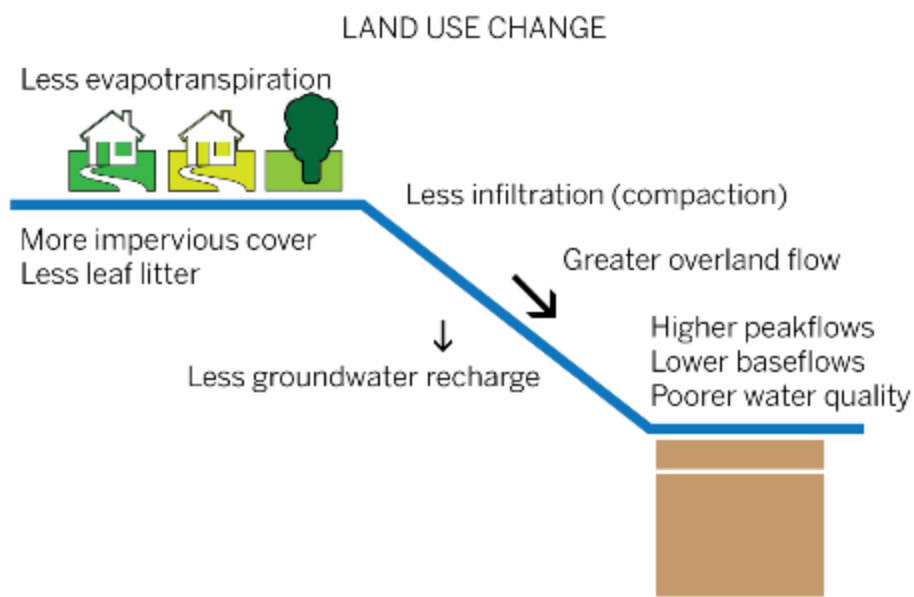 LAND USE CHANGE
Less evapotranspiration
Less infiltration (compaction)
More impervious cover
Less leaf litter
Greater overland flow
Higher peakflows
Lower baseflows
Poorer water quality
Less groundwater recharge